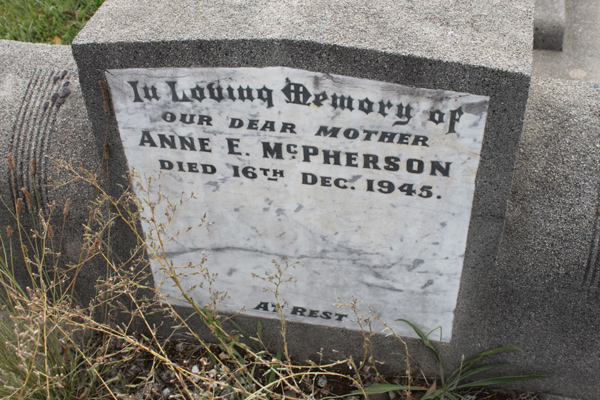 In Loving Memory of
OUR DEAR MOTHER
ANNE E. McPHERSON
DIED 16TH DEC. 1945.
AT REST